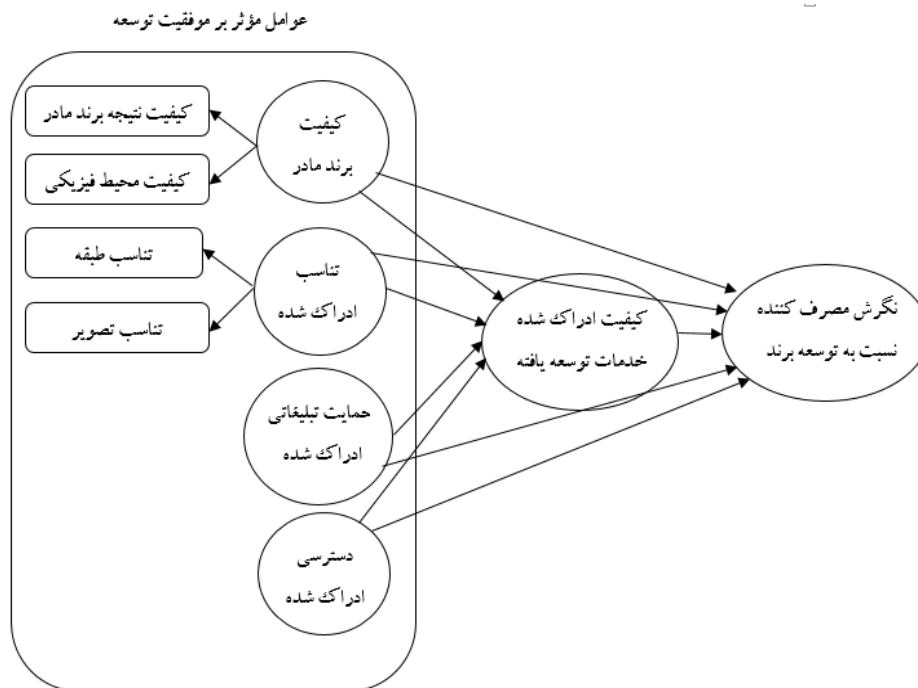 عوامل مؤثر بر موفقیت توسعه
کیفیت
برند مادر
کیفیت نتیجه برند مادر
کیفیت محیط فیزیکی
تناسب
ادراک شده
تناسب طبقه
تناسب تصویر
حمایت تبلیغاتی
ادراک شده
دسترسی
ادراک شده
کیفیت ادراک شده
خدمات توسعه یافته
نگرش مصرف کننده
نسبت به توسعه برند